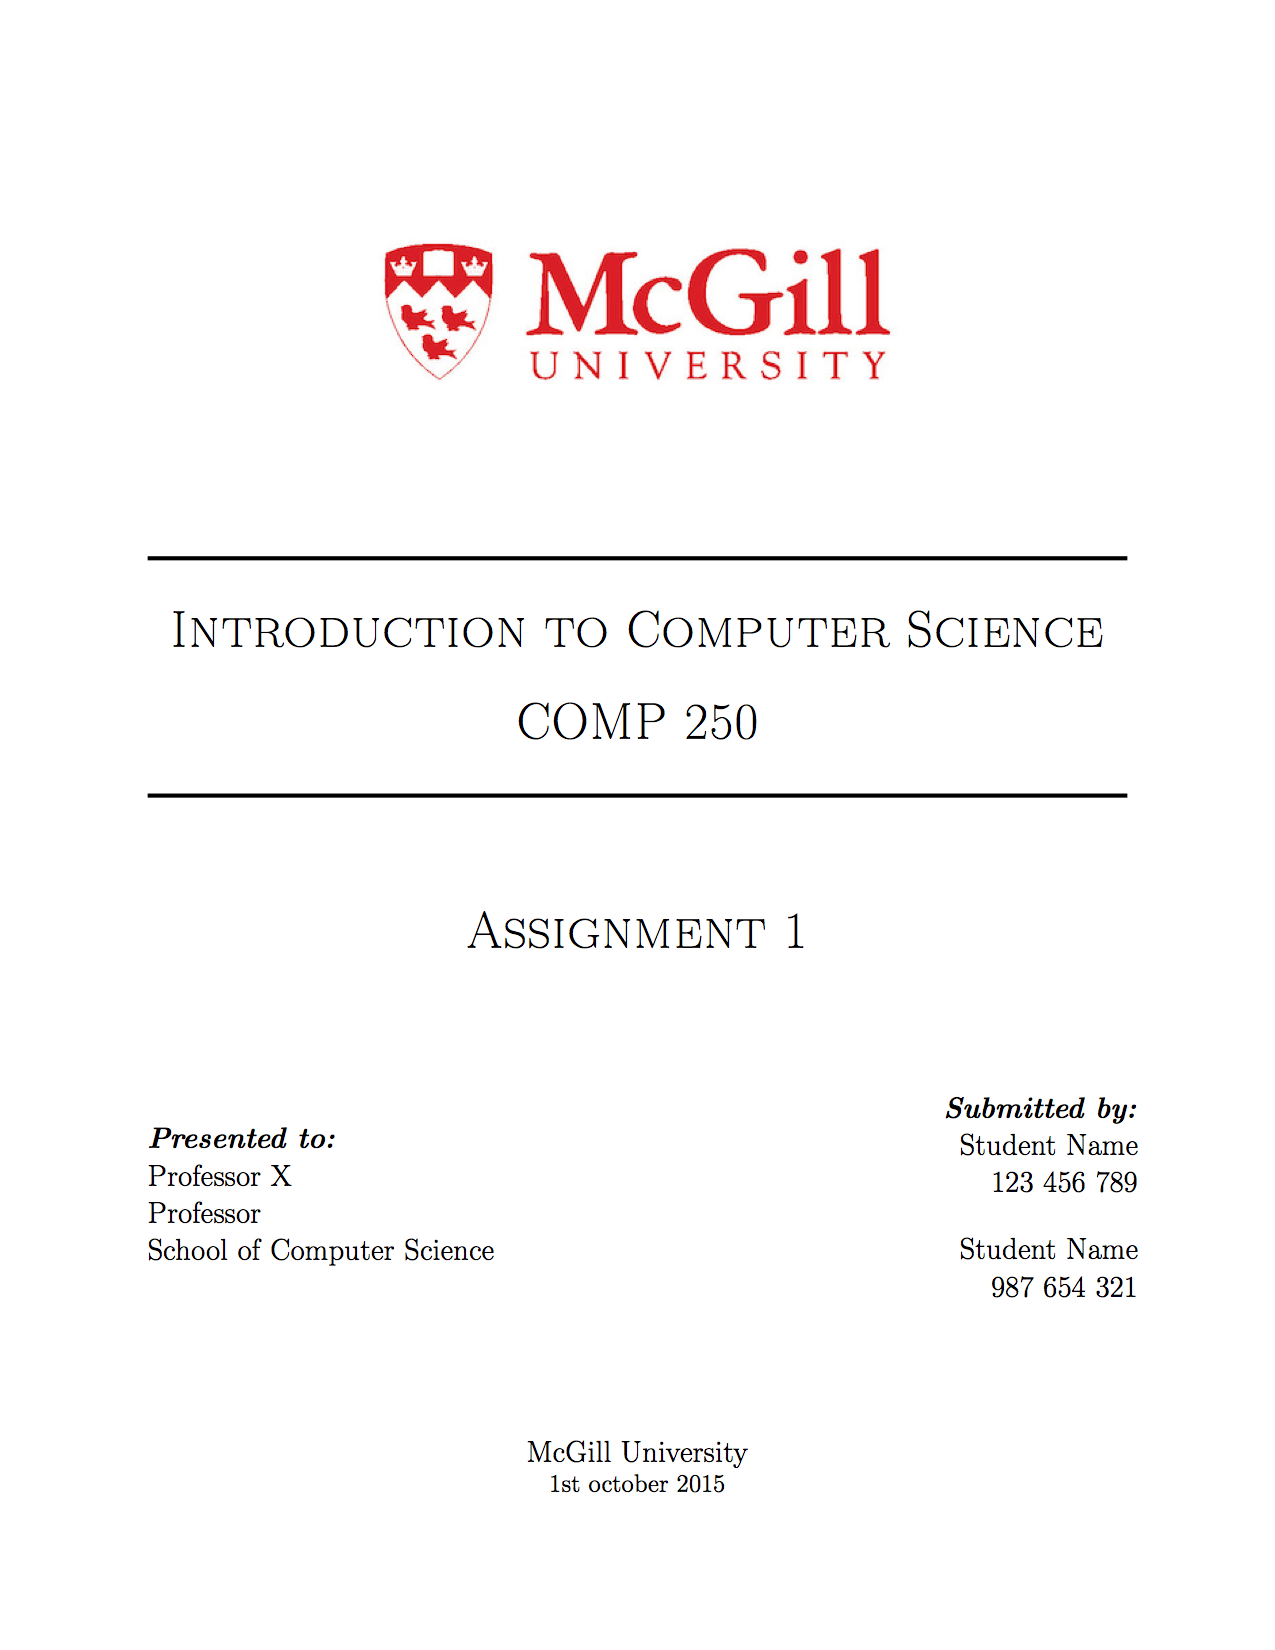 McGill
UNIVERSITY
Introduction to Computer Science
COMP 250
Assignment 1
Presented to:
Professor X
Professor
School of Computer Science
Submitted by:
Student Name
123 456 789
Student Name
987 654 321
McGill University
1st october 2015